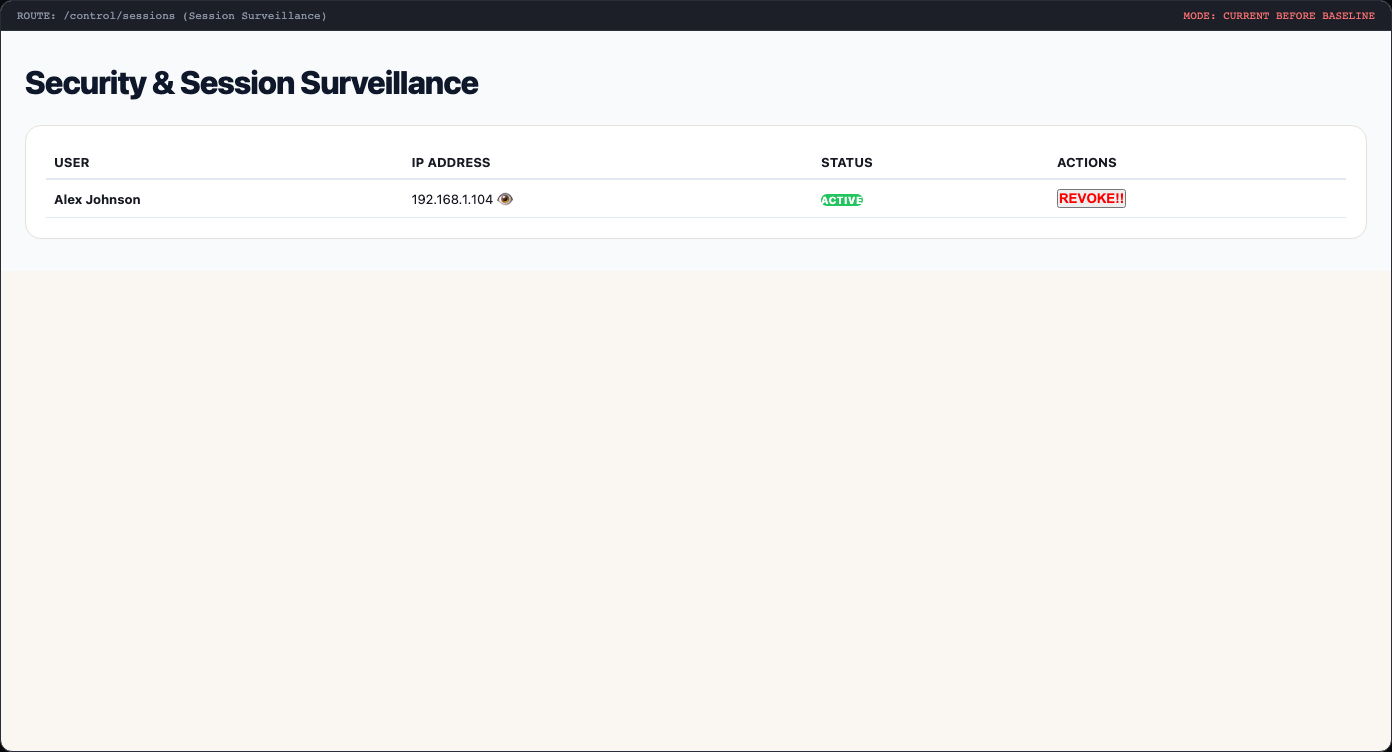 ROUTE: /control/sessions (Session Surveillance)
MODE: CURRENT BEFORE BASELINE
Security & Session Surveillance
USER IP ADDRESS STATUS ACTIONS
Alex Johnson 192.168.1.104 👁️ ACTIVE REVOKE!!